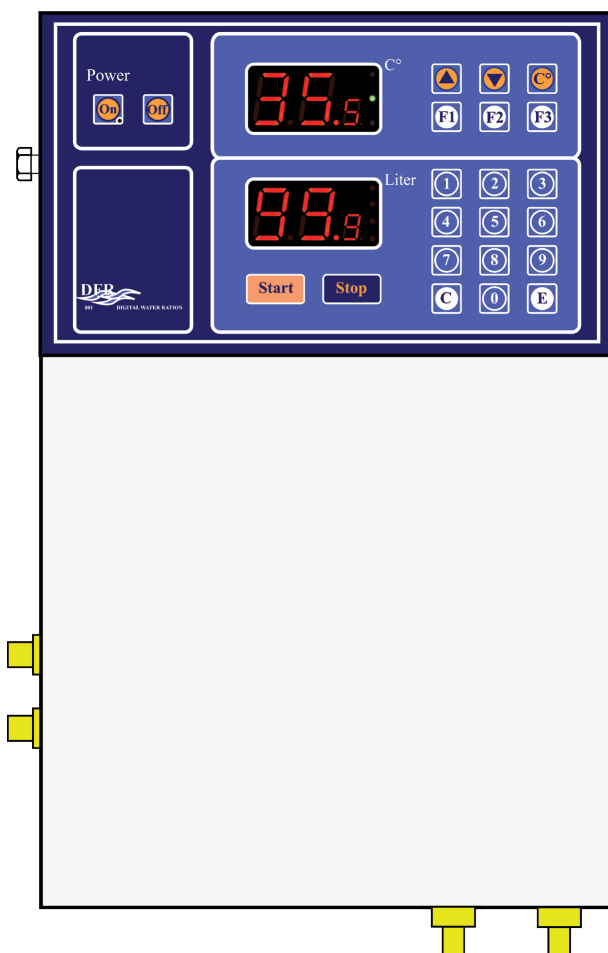 Power
On Off
C°
35.5
C°
F1 F2 F3
Liter
99.9
1 2 3
4 5 6
7 8 9
C 0 E
Start Stop
DFR
801 DIGITAL WATER RATION